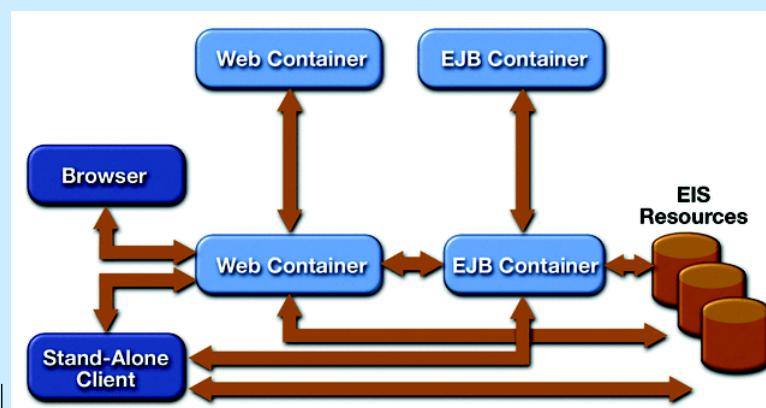 Web Container
EJB Container
Browser
EIS
Resources
Web Container
EJB Container
Stand-Alone
Client